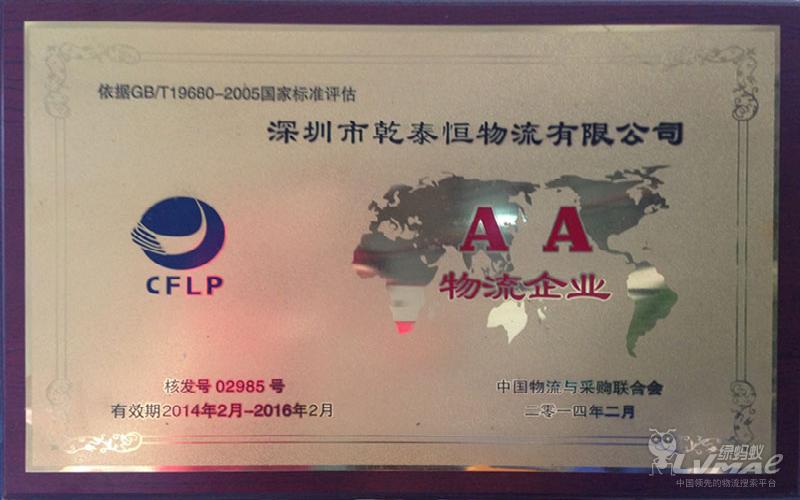 依据GB/T19680-2005国家标准评估
深圳市乾泰恒物流有限公司
A A
CFLP
物流企业
核发号 02985 号
中国物流与采购联合会
有效期2014年2月-2016年2月
二零一四年二月
绿蚂蚁
LVMAE
中国领先的物流搜索平台